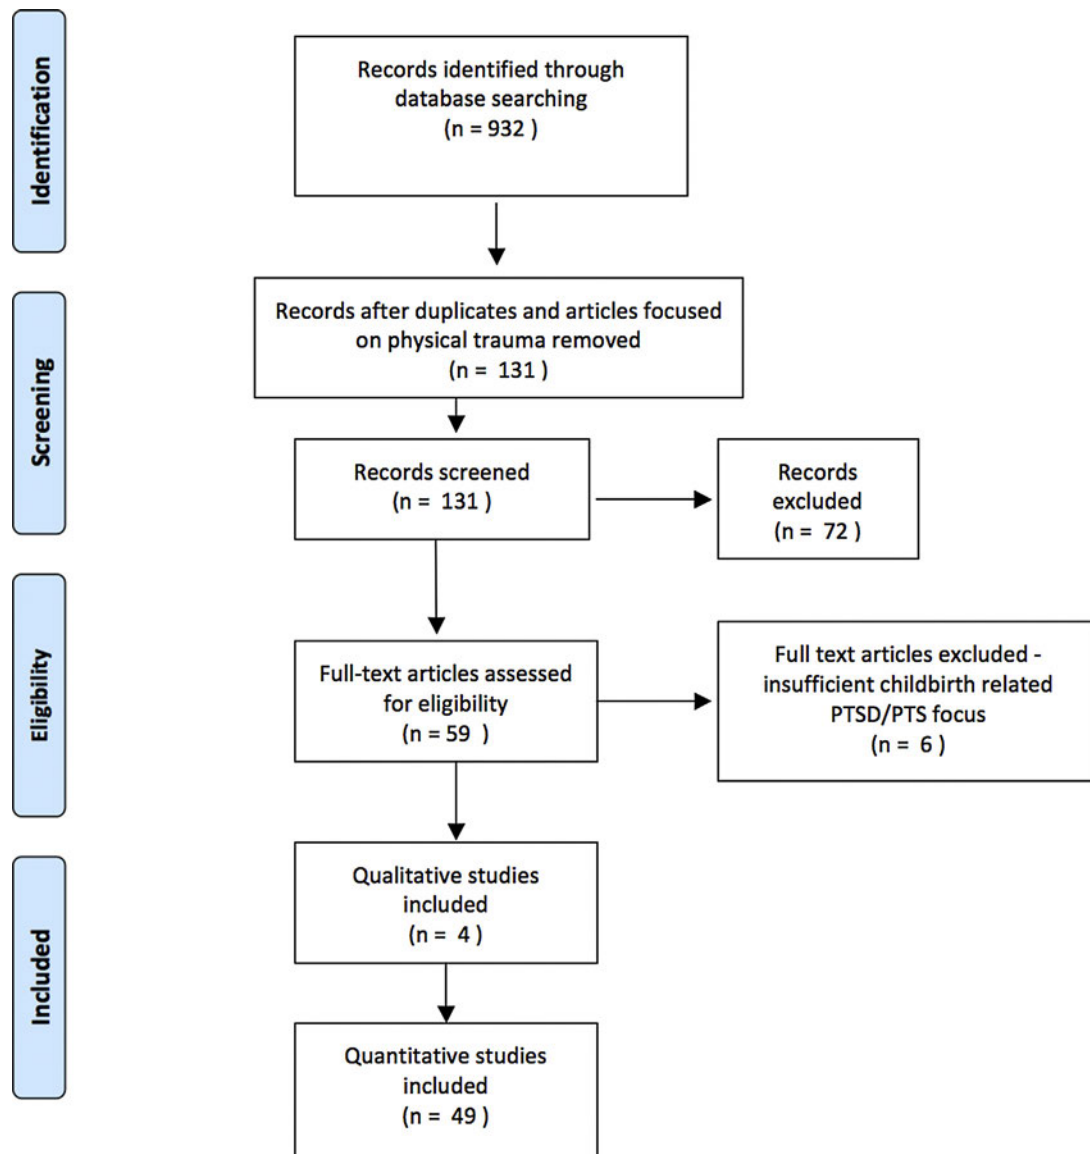 Identification
Records identified through
database searching
(n = 932 )
Screening
Records after duplicates and articles focused
on physical trauma removed
(n = 131 )
Records screened
(n = 131 )
Records
excluded
(n = 72 )
Eligibility
Full-text articles assessed
for eligibility
(n = 59 )
Full text articles excluded -
insufficient childbirth related
PTSD/PTS focus
(n = 6 )
Included
Qualitative studies
included
(n = 4 )
Quantitative studies
included
(n = 49 )